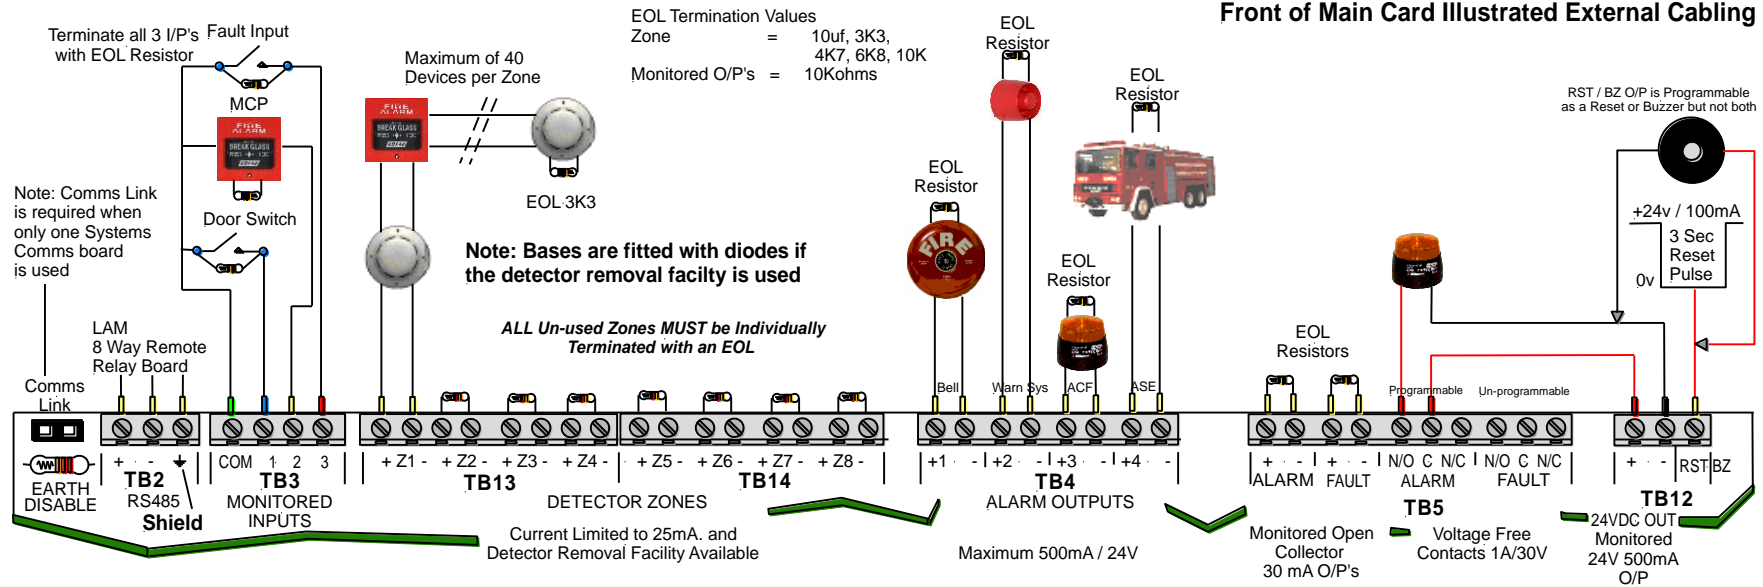 Front of Main Card Illustrated External Cabling
Terminate all 3 I/P's
with EOL Resistor
Fault Input
MCP
FIRE
ALARM
BREAK GLASS
Door Switch
Note: Comms Link
is required when
only one Systems
Comms board
is used
LAM
8 Way Remote
Relay Board
Comms
Link
Maximum of 40
Devices per Zone
FIRE
ALARM
BREAK GLASS
EOL 3K3
EOL Termination Values
Zone = 10uf, 3K3,
4K7, 6K8, 10K
Monitored O/P's = 10Kohms
Note: Bases are fitted with diodes if
the detector removal facilty is used
ALL Un-used Zones MUST be Individually
Terminated with an EOL
EOL
Resistor
FIRE
EOL
Resistor
EOL
Resistor
EOL
Resistor
EOL
Resistors
RST / BZ O/P is Programmable
as a Reset or Buzzer but not both
+24v / 100mA
3 Sec
Reset
Pulse
0v
Bell
Warn Sys
ACF
ASE
Programmable
Un-programmable
+ - -
COM 1 2 3
+ Z1 - + Z2 - + Z3 - + Z4 -
+ Z5 - + Z6 - + Z7 - + Z8 -
+1 - +2 - +3 - +4 -
+ - + -
N/O C N/C N/O C N/C
+ - RST BZ
EARTH
DISABLE
TB2
RS485
Shield
TB3
MONITORED
INPUTS
TB13
DETECTOR ZONES
TB14
Current Limited to 25mA. and
Detector Removal Facility Available
TB4
ALARM OUTPUTS
Maximum 500mA / 24V
ALARM FAULT
ALARM
FAULT
TB5
Monitored Open
Collector
30 mA O/P's
Voltage Free
Contacts 1A/30V
TB12
24VDC OUT
Monitored
24V 500mA
O/P